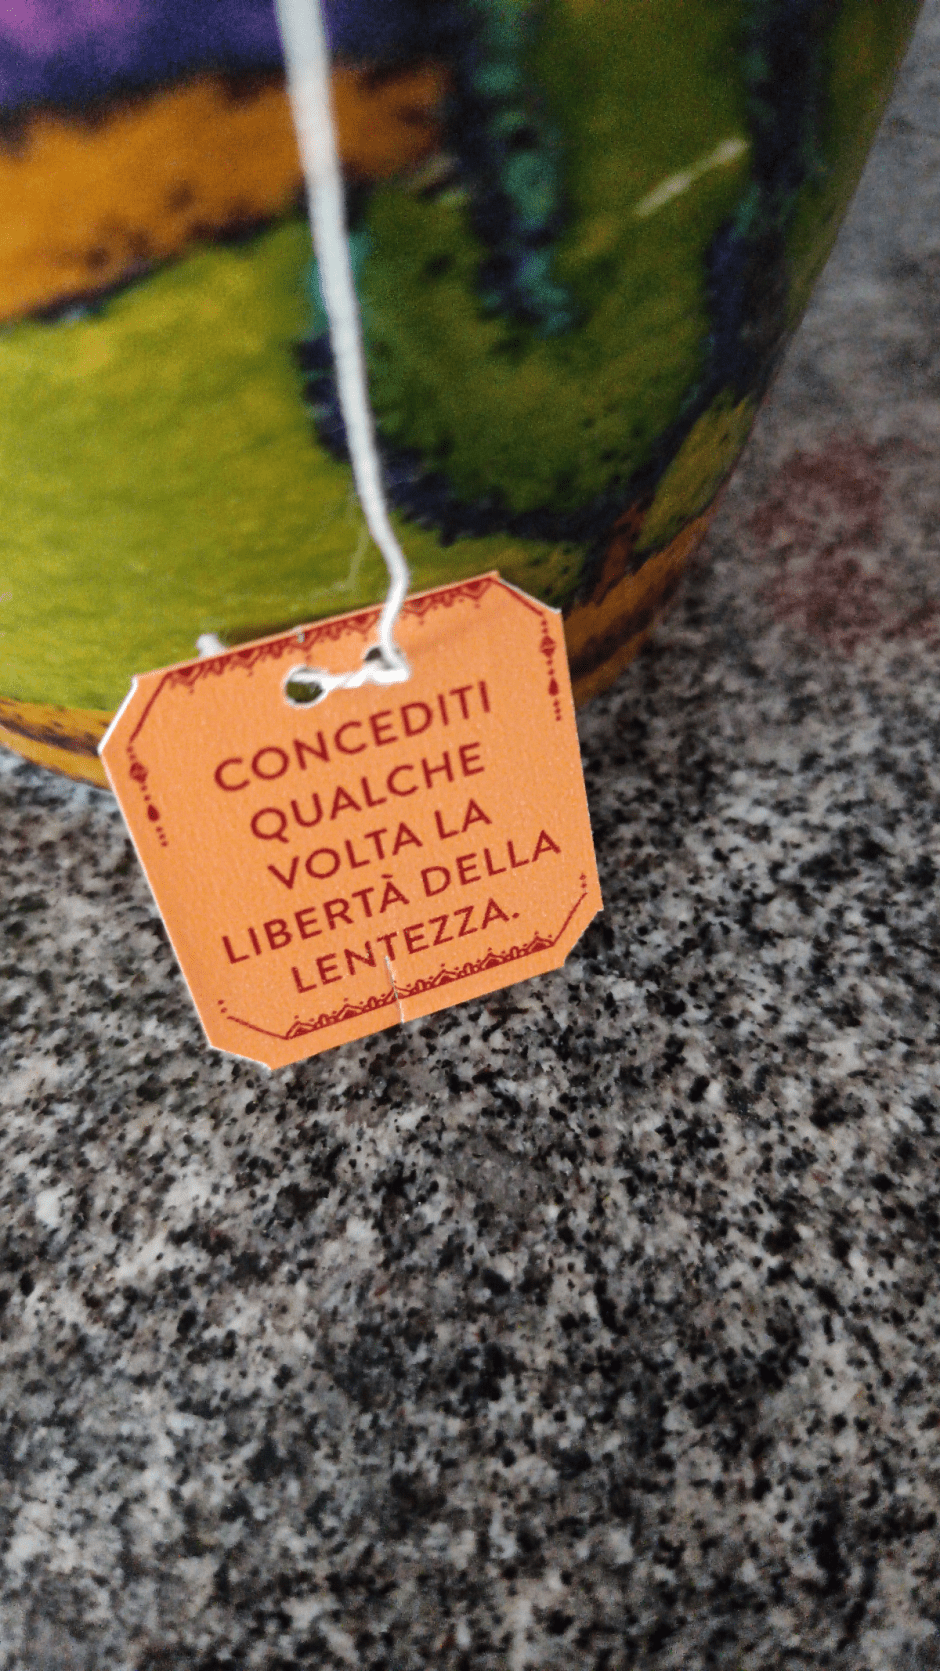 CONCEDITI
QUALCHE
VOLTA LA
LIBERTÀ DELLA
LENTEZZA.